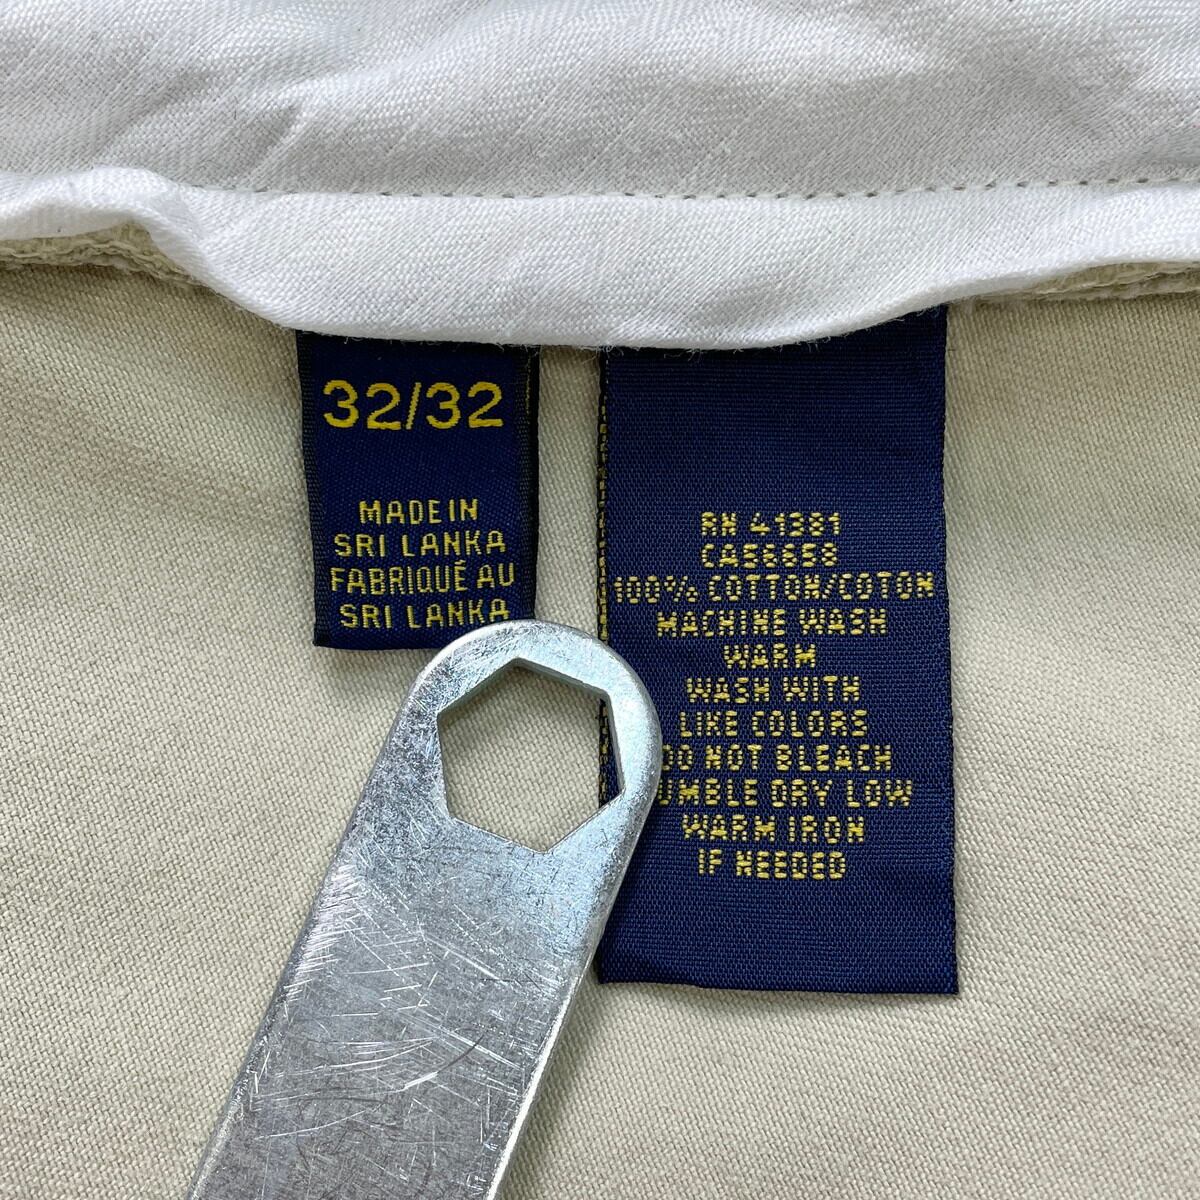 32/32
MADE IN
SRI LANKA
FABRIQUÉ AU
SRI LANKA
RN 41381
CA56658
100% COTTON/COTON
MACHINE WASH
WARM
WASH WITH
LIKE COLORS
DO NOT BLEACH
TUMBLE DRY LOW
WARM IRON
IF NEEDED